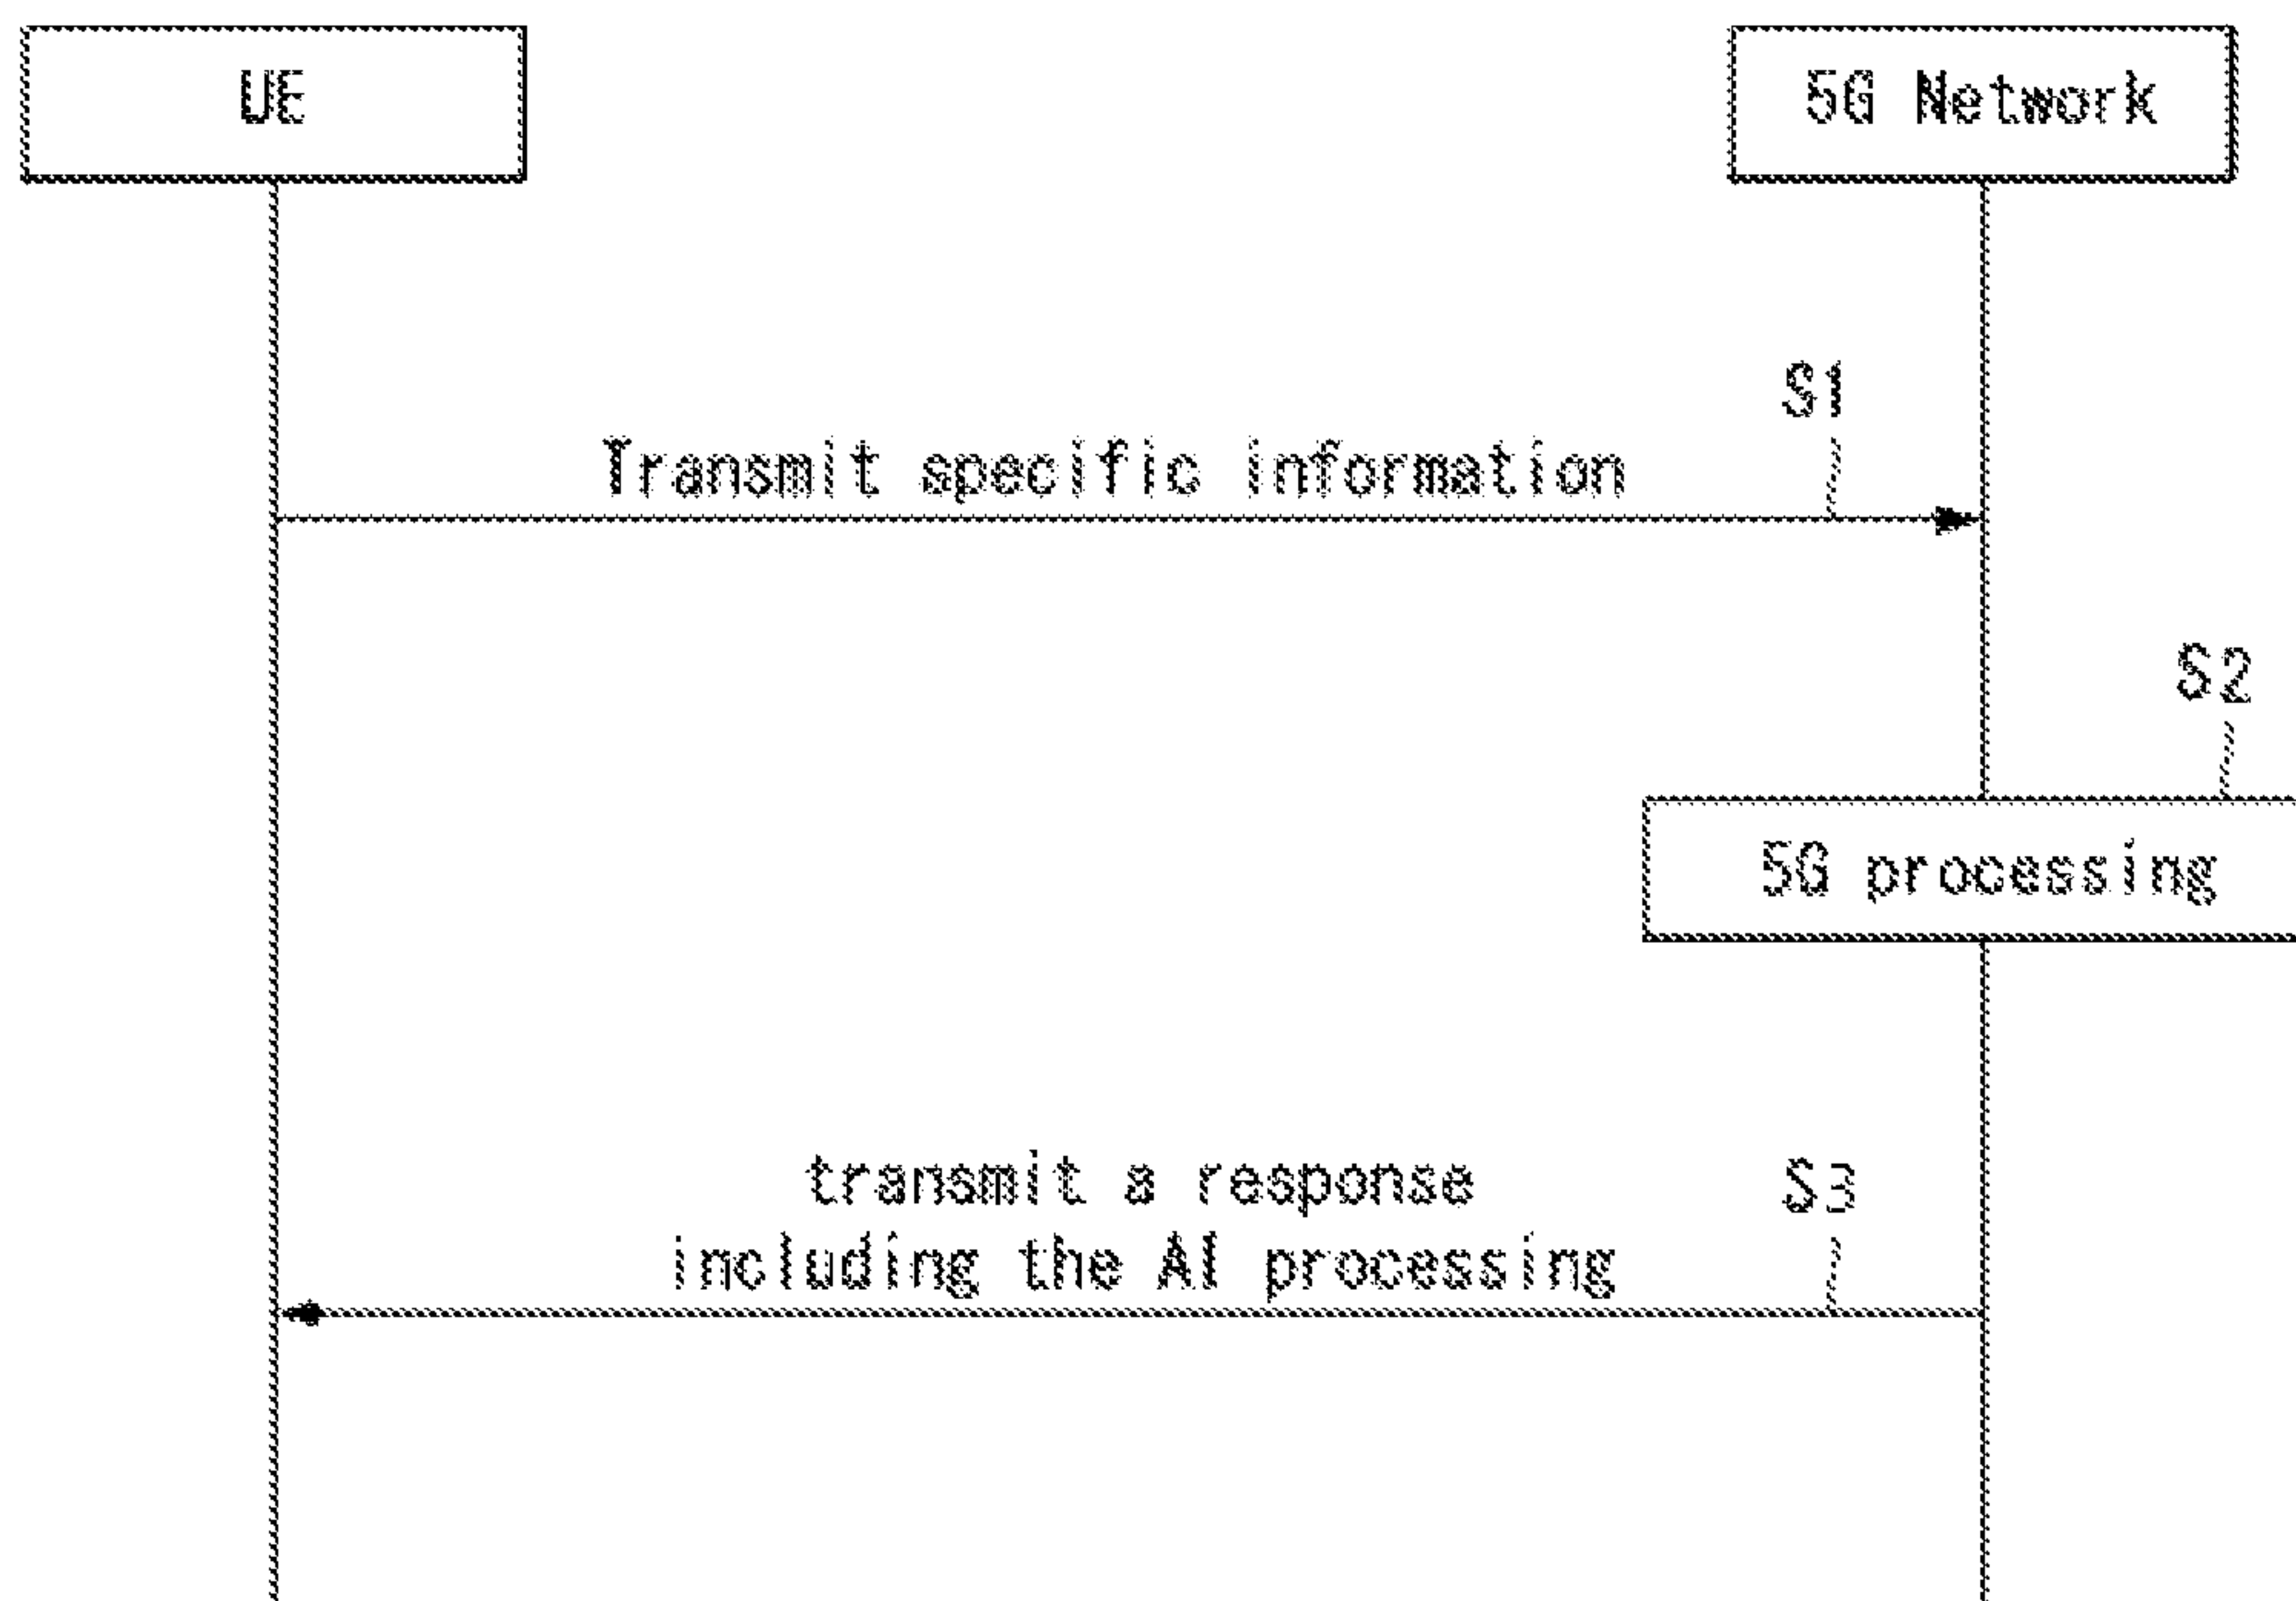 UE
5G Network
S1
Transmit specific information
S2
5G processing
transmit a response
S3
including the AI processing